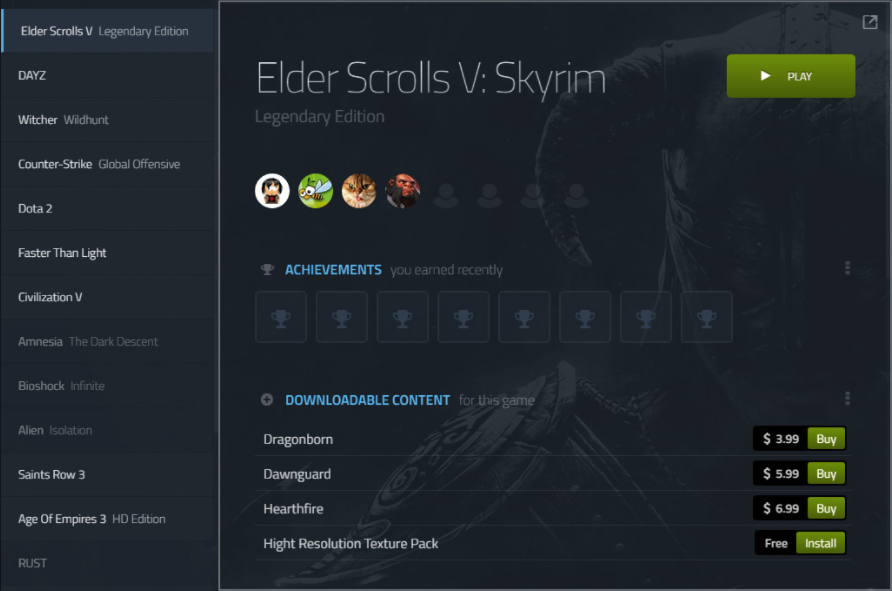 Elder Scrolls V Legendary Edition
DAYZ
Witcher Wildhunt
Counter-Strike Global Offensive
Dota 2
Faster Than Light
Civilization V
Amnesia The Dark Descent
Bioshock Infinite
Alien Isolation
Saints Row 3
Age Of Empires 3 HD Edition
RUST
Elder Scrolls V: Skyrim
PLAY
Legendary Edition
ACHIEVEMENTS you earned recently
DOWNLOADABLE CONTENT for this game
Dragonborn $ 3.99 Buy
Dawnguard $ 5.99 Buy
Hearthfire $ 6.99 Buy
Hight Resolution Texture Pack Free Install